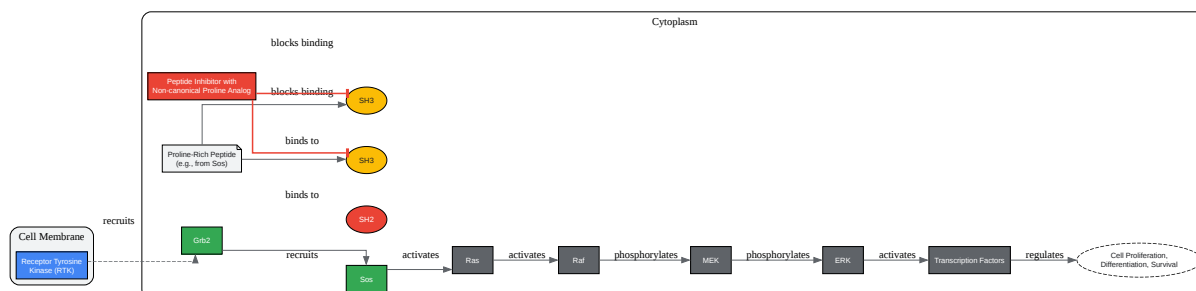 Cytoplasm
blocks binding
Peptide Inhibitor with
Non-canonical Proline Analog
blocks binding
SH3
binds to
Proline-Rich Peptide
(e.g., from Sos)
SH3
binds to
SH2
recruits
Cell Membrane
Receptor Tyrosine
Kinase (RTK)
Grb2
recruits
Sos
activates
Ras
activates
Raf
phosphorylates
MEK
phosphorylates
ERK
activates
Transcription Factors
regulates
Cell Proliferation,
Differentiation, Survival